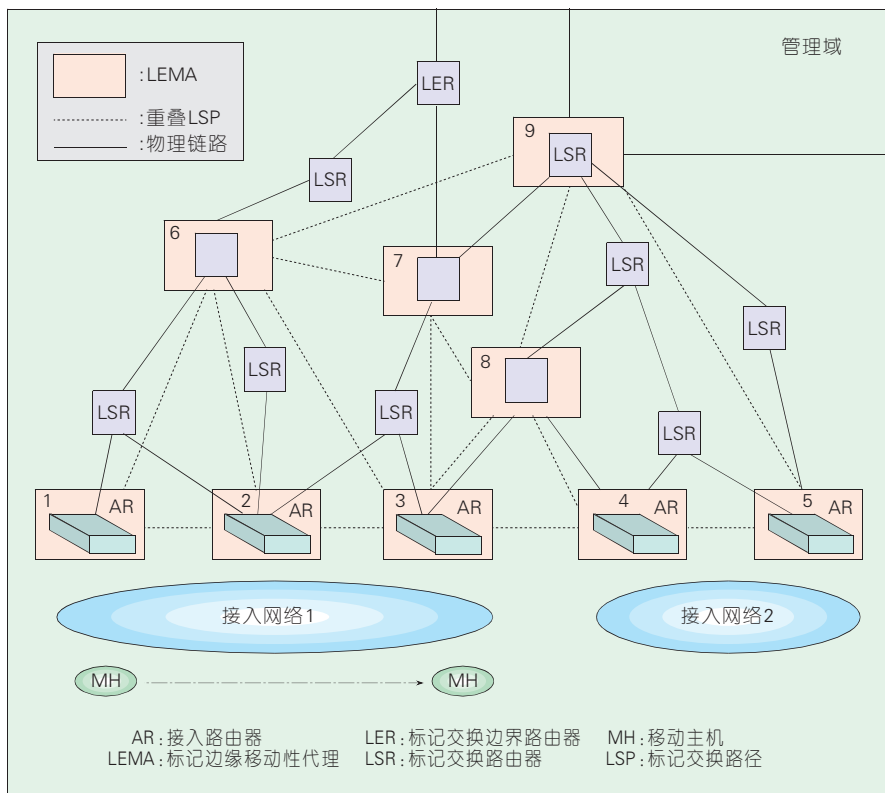 管理域
:LEMA
:重叠LSP
:物理链路
LER
9
LSR
LSR
6
7
LSR
LSR
8
LSR
LSR
LSR
LSR
1 AR
2 AR
3 AR
4 AR
5 AR
接入网络1
接入网络2
MH
MH
AR:接入路由器 LER:标记交换边界路由器 MH:移动主机
LEMA:标记边缘移动性代理 LSR:标记交换路由器 LSP:标记交换路径